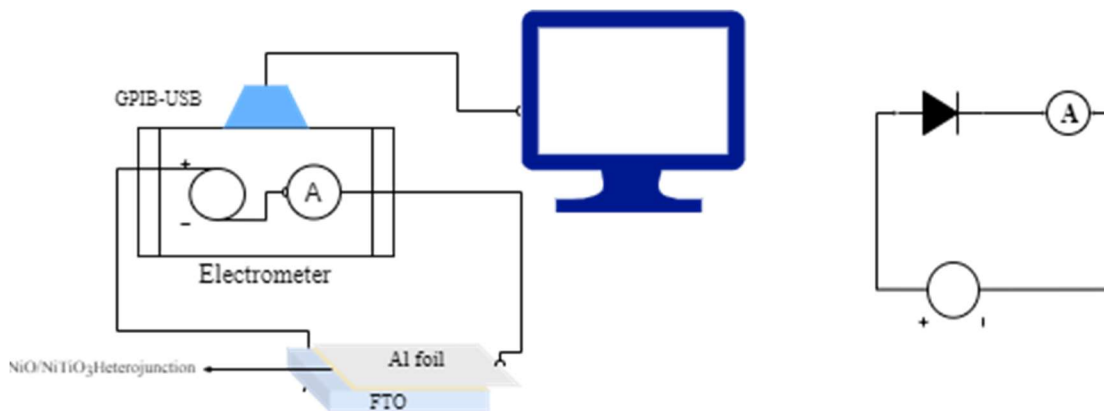 GPIB-USB
+
−
A
Electrometer
Al foil
NiO/NiTiO₃Heterojunction
FTO
A
+